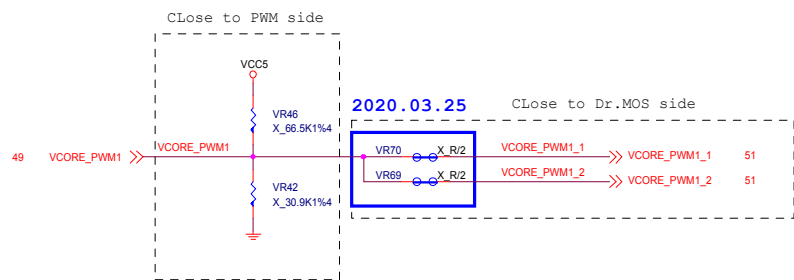 CLose to PWM side
VCC5
VR46
X_66.5K1%4
2020.03.25
CLose to Dr.MOS side
49 VCORE_PWM1 VCORE_PWM1 VR70 X_R/2 VCORE_PWM1_1 VCORE_PWM1_1 51
VR69 X_R/2 VCORE_PWM1_2 VCORE_PWM1_2 51
VR42
X_30.9K1%4